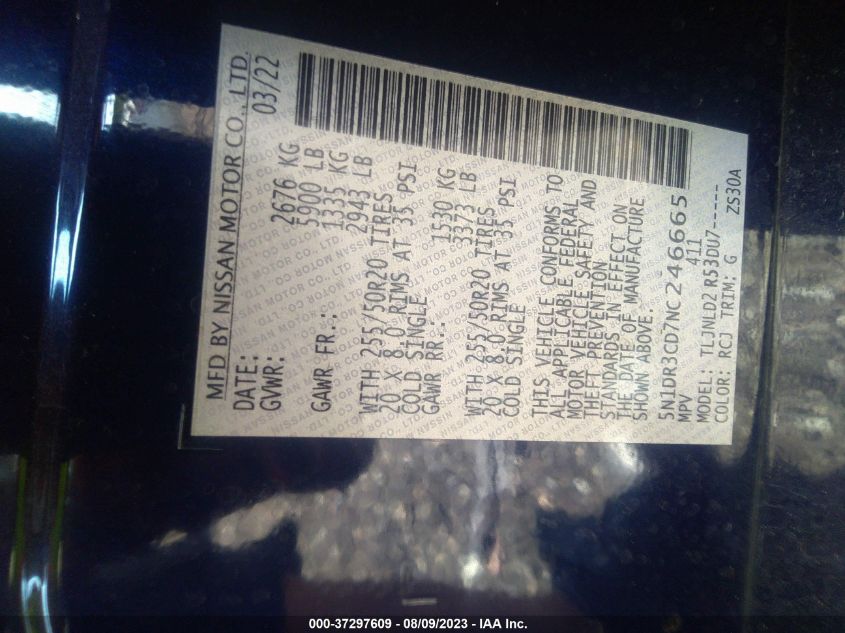 MFD BY NISSAN MOTOR CO., LTD.
DATE: 03/22
GVWR: 2676 KG
5900 LB
GAWR FR.: 1335 KG
2943 LB
WITH 255/50R20 TIRES
20 X 8.0 RIMS AT 35 PSI
COLD SINGLE
GAWR RR.: 1530 KG
3373 LB
WITH 255/50R20 TIRES
20 X 8.0 RIMS AT 35 PSI
COLD SINGLE
THIS VEHICLE CONFORMS TO
ALL APPLICABLE FEDERAL
MOTOR VEHICLE SAFETY AND
THEFT PREVENTION
STANDARDS IN EFFECT ON
THE DATE OF MANUFACTURE
SHOWN ABOVE.
5N1DR3CD7NC246665
MPV 411
MODEL: TLJNLD2 R53DU7-----
COLOR: RCJ TRIM: G ZS30A
000-37297609 - 08/09/2023 - IAA Inc.